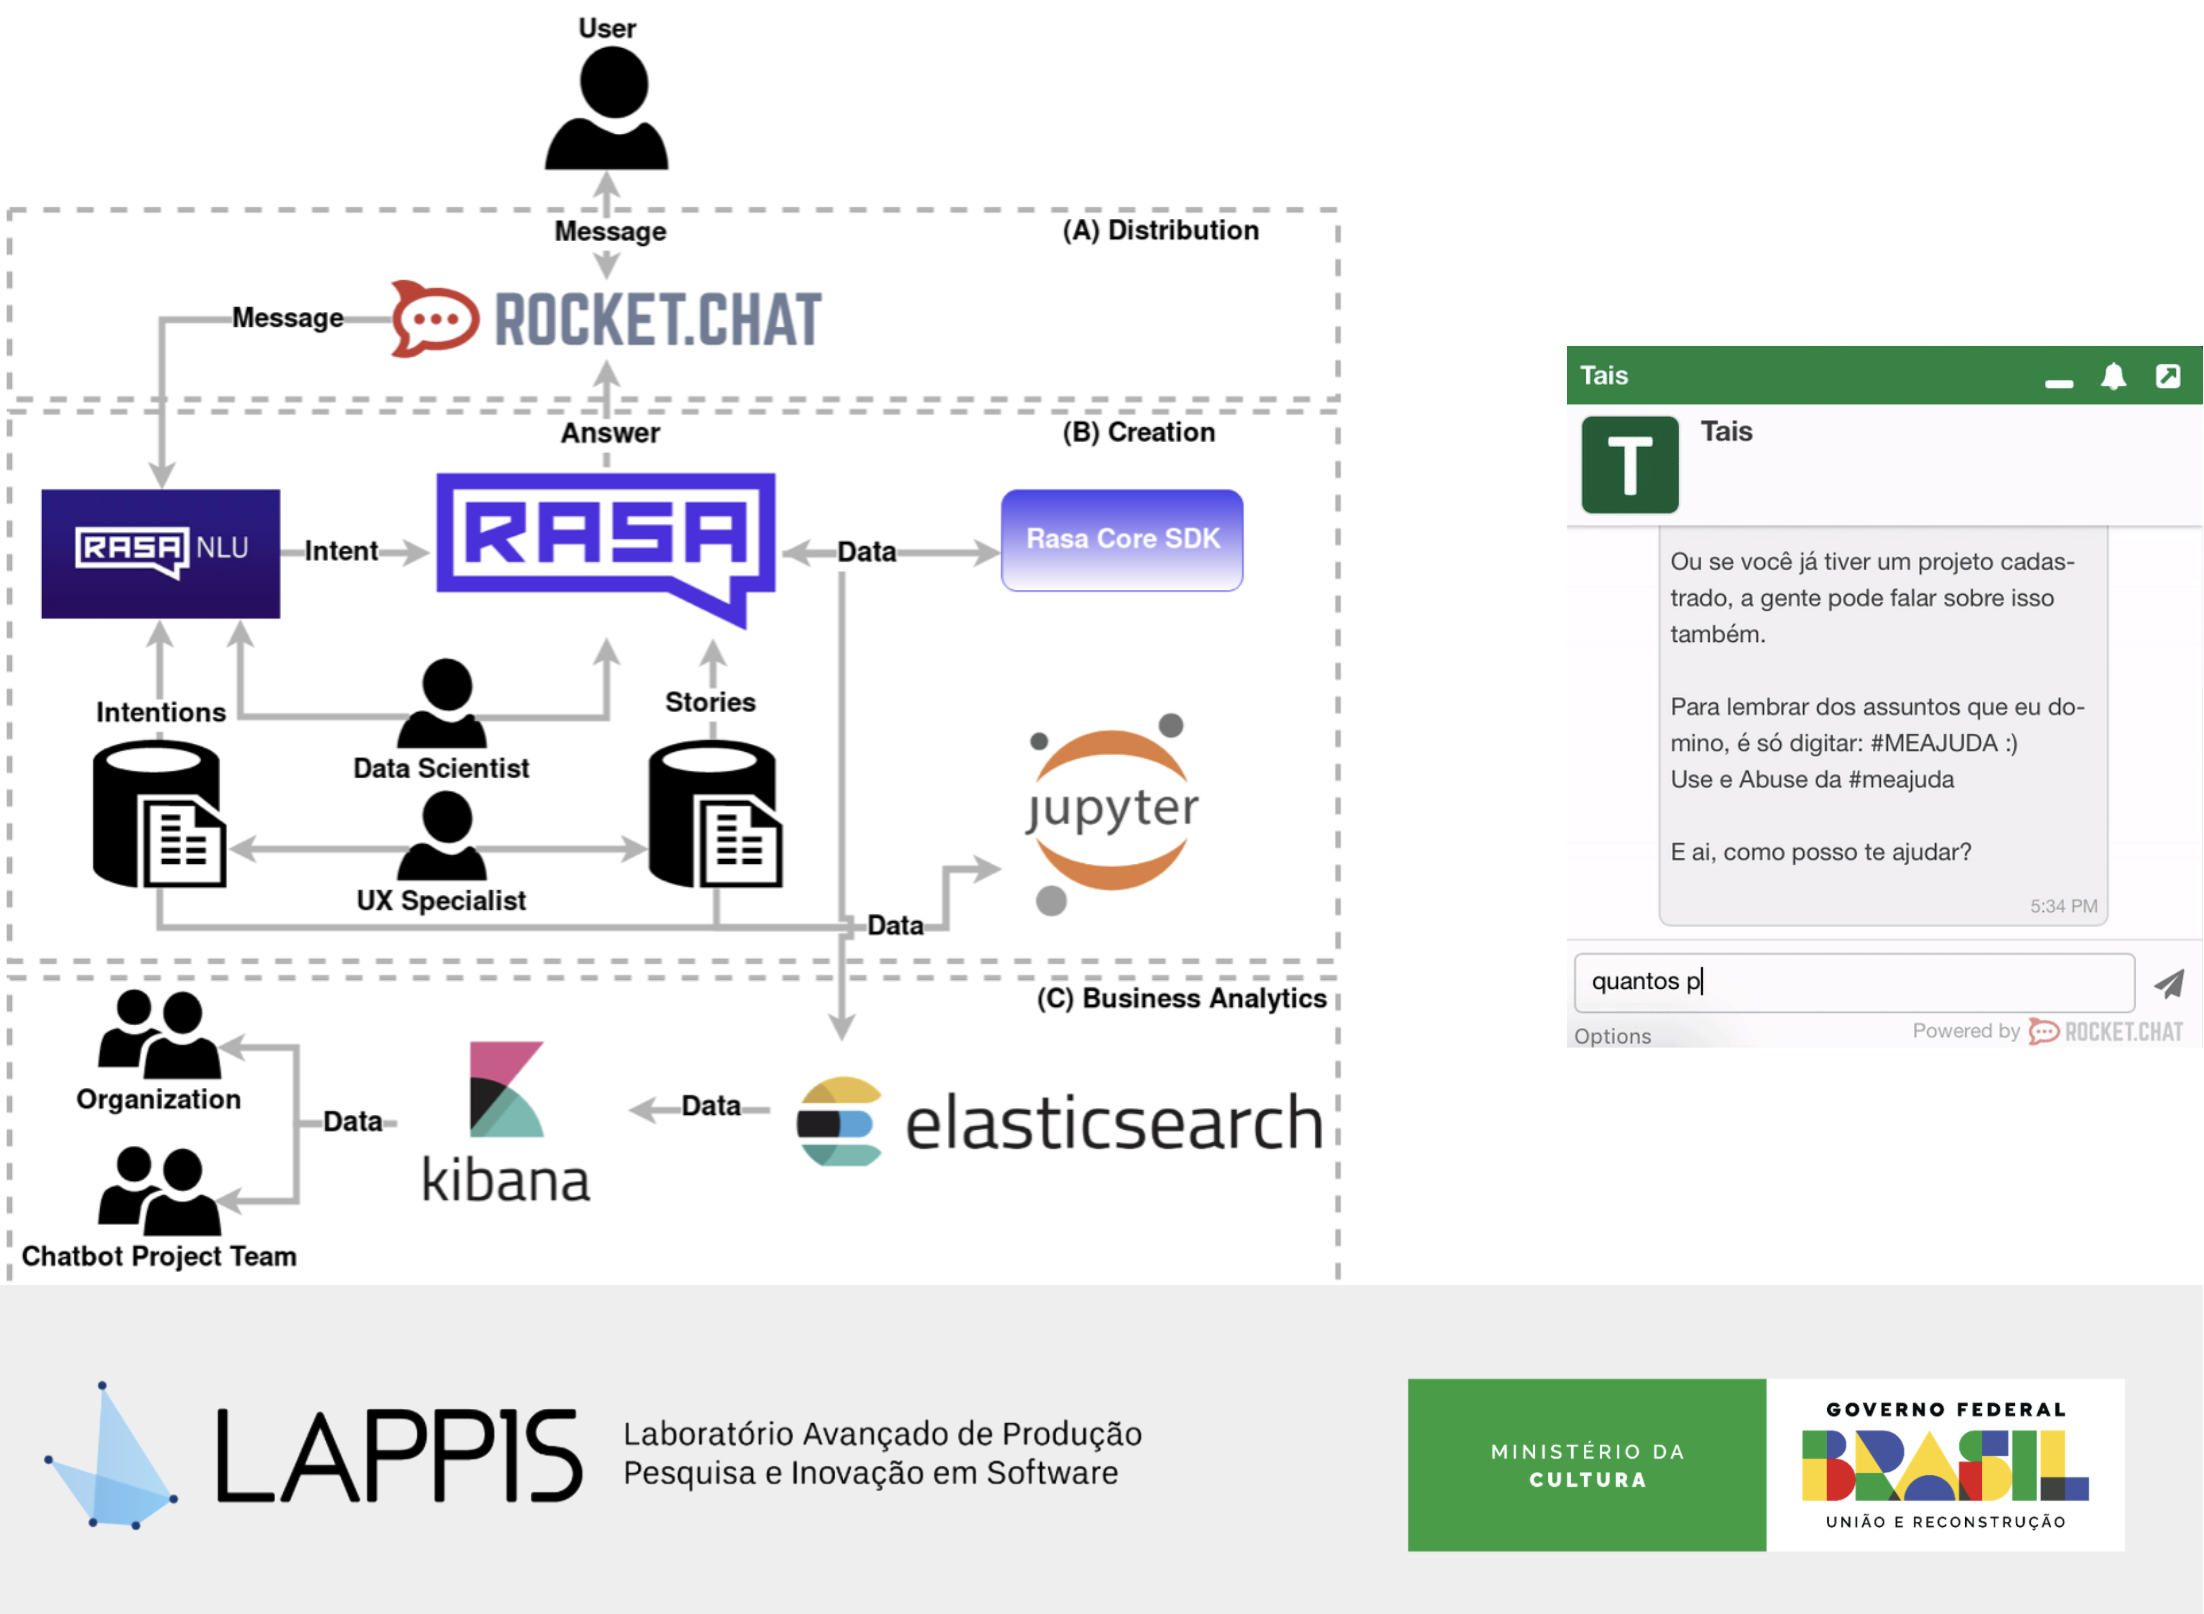 User
Message
(A) Distribution
Message
ROCKET.CHAT
Answer
(B) Creation
RASA NLU
Intent
RASA
Data
Rasa Core SDK
Intentions
Data Scientist
Stories
jupyter
UX Specialist
Data
(C) Business Analytics
Organization
Data
kibana
Data
elasticsearch
Chatbot Project Team
Tais
T
Tais
Ou se você já tiver um projeto cadas-
trado, a gente pode falar sobre isso
também.
Para lembrar dos assuntos que eu do-
mino, é só digitar: #MEAJUDA :)
Use e Abuse da #meajuda
E ai, como posso te ajudar?
5:34 PM
quantos p
Options
Powered by ROCKET.CHAT
LAPPIS
Laboratório Avançado de Produção
Pesquisa e Inovação em Software
MINISTÉRIO DA
CULTURA
GOVERNO FEDERAL
BRASIL
UNIÃO E RECONSTRUÇÃO